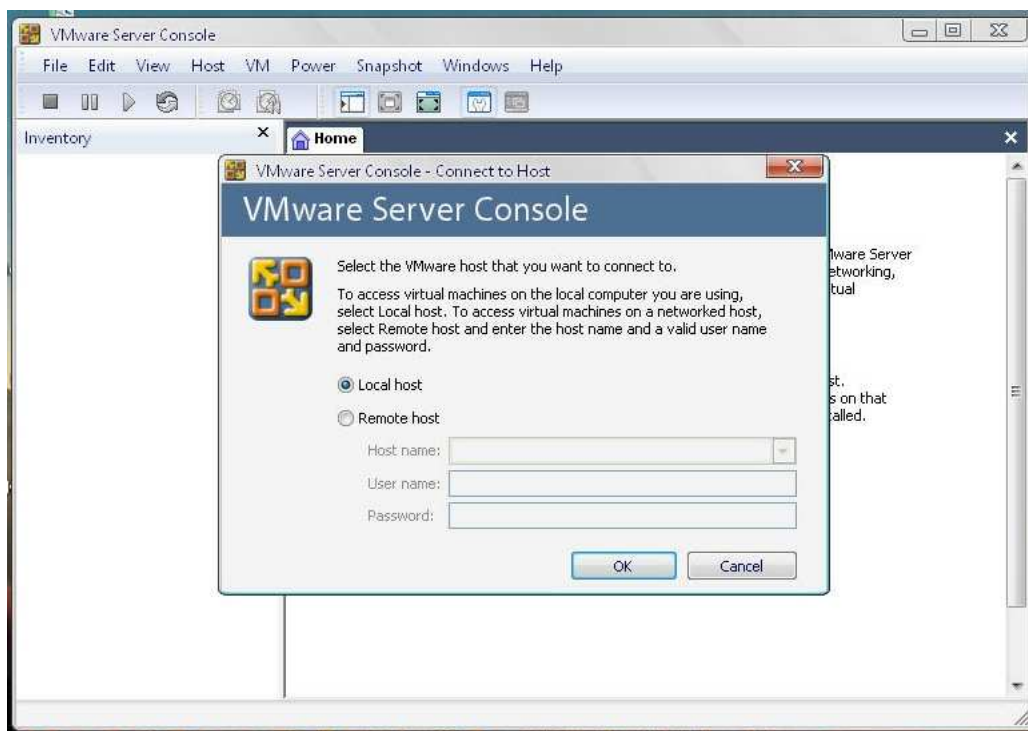 VMware Server Console
File Edit View Host VM Power Snapshot Windows Help
Inventory
Home
VMware Server Console - Connect to Host
VMware Server Console
Select the VMware host that you want to connect to.
To access virtual machines on the local computer you are using,
select Local host. To access virtual machines on a networked host,
select Remote host and enter the host name and a valid user name
and password.
Local host
Remote host
Host name:
User name:
Password:
OK Cancel
Server
on that